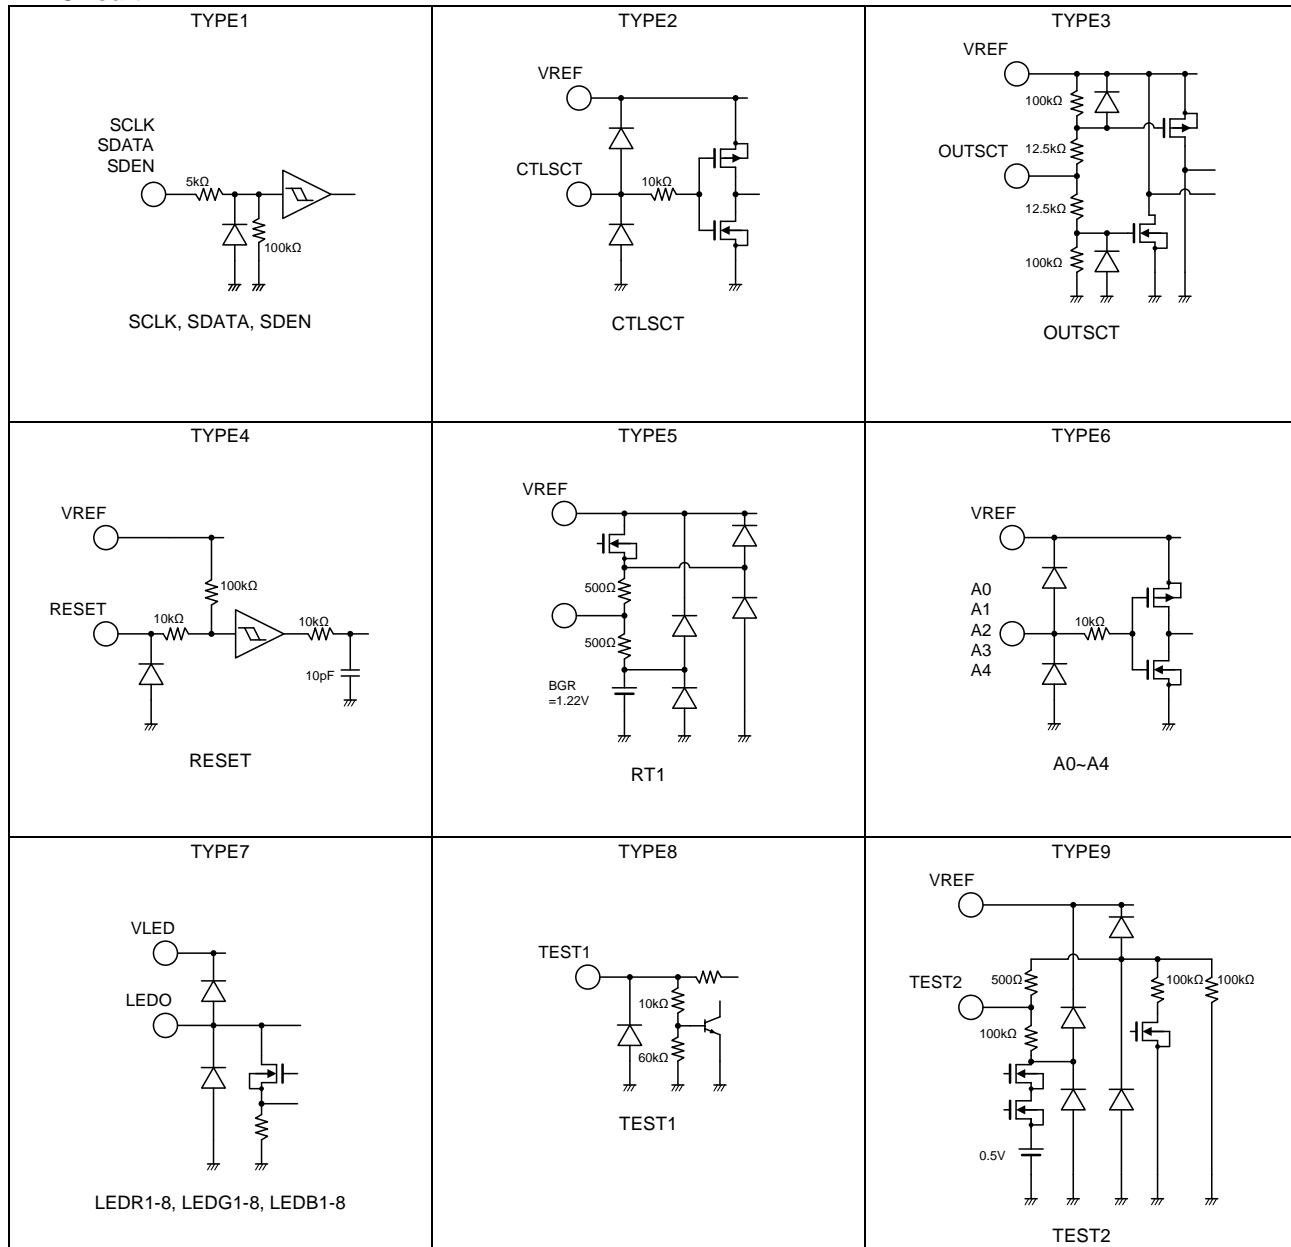 TYPE1
SCLK
SDATA
SDEN
5kΩ
100kΩ
SCLK, SDATA, SDEN
TYPE2
VREF
CTLSCT
10kΩ
CTLSCT
TYPE3
VREF
100kΩ
12.5kΩ
OUTSCT
12.5kΩ
100kΩ
OUTSCT
TYPE4
VREF
100kΩ
RESET
10kΩ
10kΩ
10pF
RESET
TYPE5
VREF
500Ω
500Ω
BGR
=1.22V
RT1
TYPE6
VREF
A0
A1
A2
A3
A4
10kΩ
A0~A4
TYPE7
VLED
LEDO
LEDR1-8, LEDG1-8, LEDB1-8
TYPE8
TEST1
10kΩ
60kΩ
TEST1
TYPE9
VREF
500Ω
100kΩ
100kΩ
TEST2
100kΩ
0.5V
TEST2